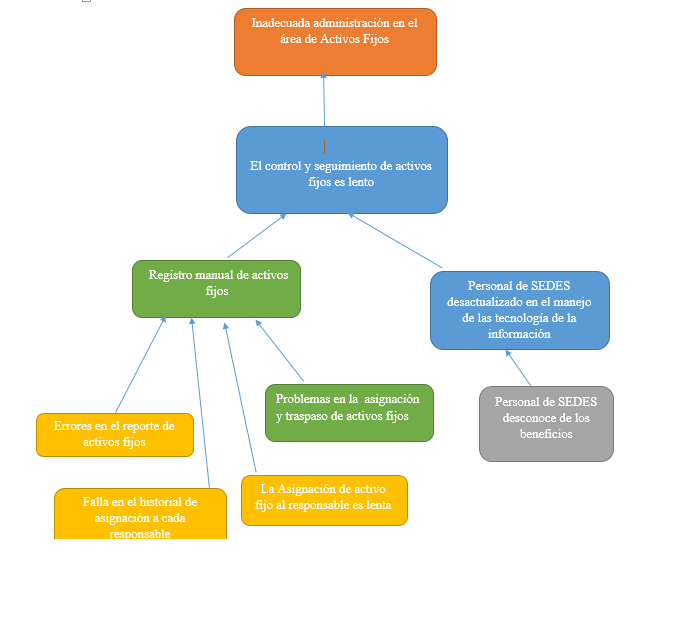 Inadecuada administración en el
área de Activos Fijos
El control y seguimiento de activos
fijos es lento
Registro manual de activos
fijos
Personal de SEDES
desactualizado en el manejo
de las tecnología de la
información
Problemas en la asignación
y traspaso de activos fijos
Personal de SEDES
desconoce de los
beneficios
Errores en el reporte de
activos fijos
La Asignación de activo
fijo al responsable es lenta
Falla en el historial de
asignación a cada
responsable